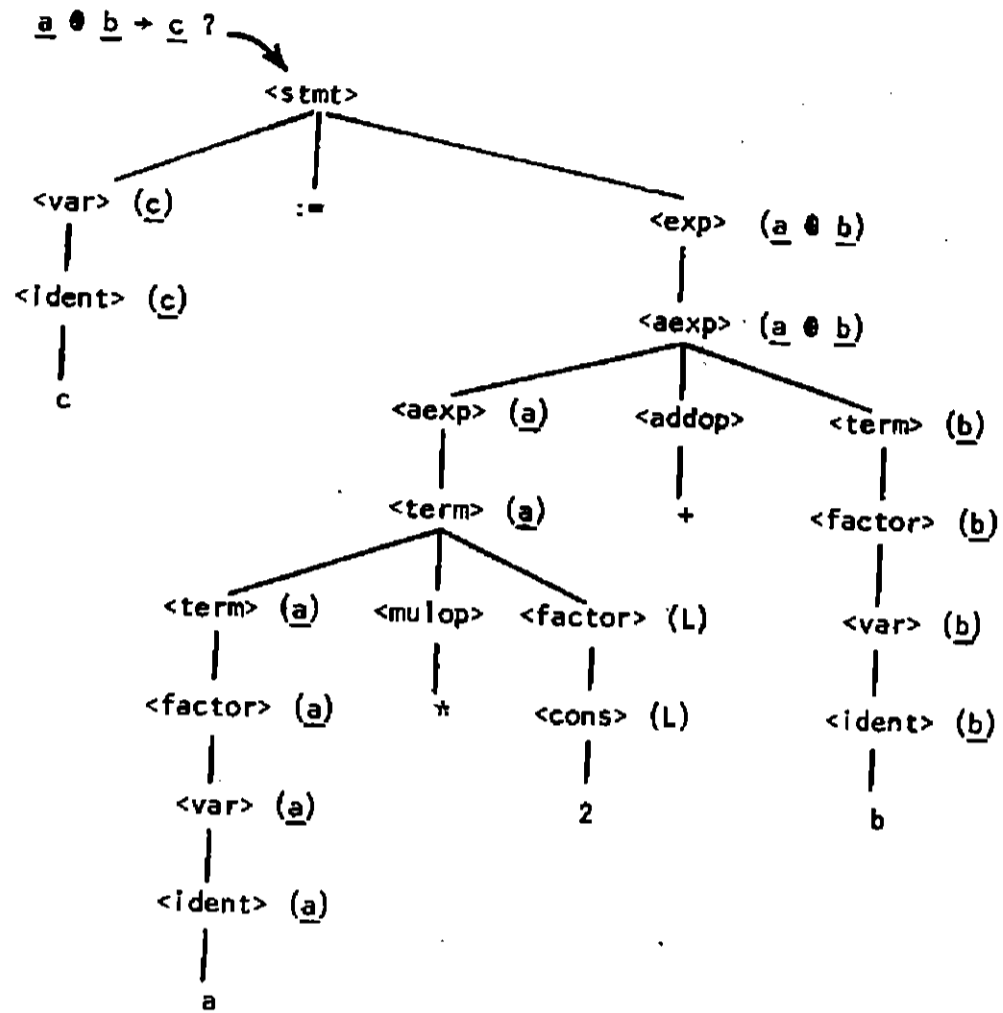 a ⊕ b → c ?
<stmt>
<var> (c) := <exp> (a ⊕ b)
<ident> (c) <aexp> (a ⊕ b)
c <aexp> (a) <addop> <term> (b)
<term> (a) + <factor> (b)
<term> (a) <mulop> <factor> (L) <var> (b)
<factor> (a) * <cons> (L) <ident> (b)
<var> (a) 2 b
<ident> (a)
a